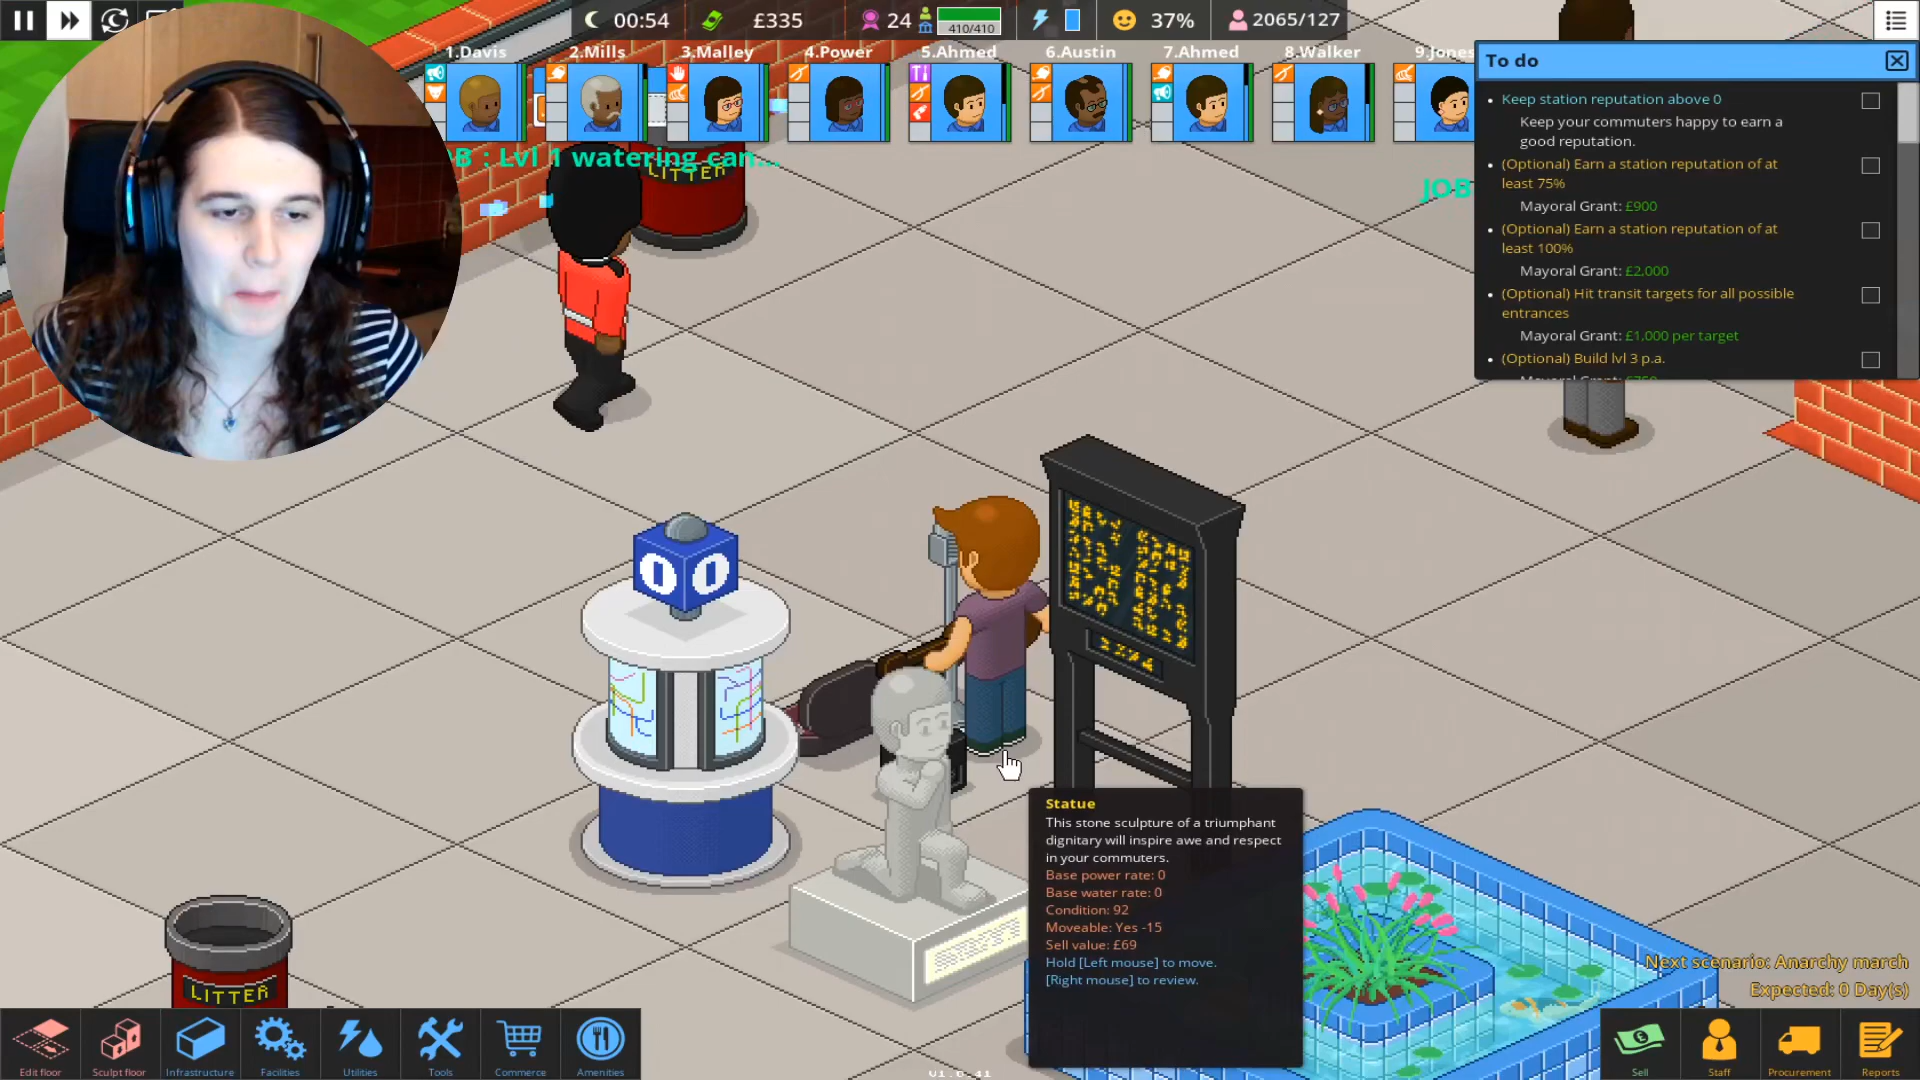 00:54
£335
24
410/410
37%
2065/127
1.Davis
2.Mills
3.Malley
4.Power
5.Ahmed
6.Austin
7.Ahmed
8.Walker
9.Jones
To do
Keep station reputation above 0
Keep your commuters happy to earn a
good reputation.
(Optional) Earn a station reputation of at
least 75%
Mayoral Grant: £900
(Optional) Earn a station reputation of at
least 100%
Mayoral Grant: £2,000
(Optional) Hit transit targets for all possible
entrances
Mayoral Grant: £1,000 per target
(Optional) Build lvl 3 p.a.
Mayoral Grant: £750
B : Lvl 1 watering can...
JOB
LITTER
0 0
Statue
This stone sculpture of a triumphant
dignitary will inspire awe and respect
in your commuters.
Base power rate: 0
Base water rate: 0
Condition: 92
Moveable: Yes -15
Sell value: £69
Hold [Left mouse] to move.
[Right mouse] to review.
LITTER
Next scenario: Anarchy march
Expected: 0 Day(s)
Edit floor
Sculpt floor
Infrastructure
Facilities
Utilities
Tools
Commerce
Amenities
Sell
Staff
Procurement
Reports